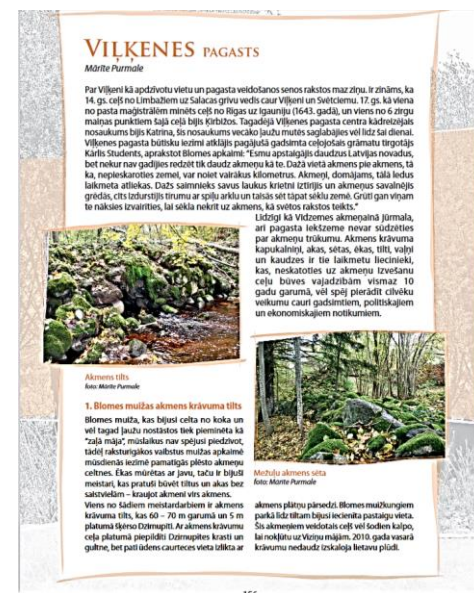 VIĻĶENES PAGASTS
Mārīte Purmale
Par Viļķeni kā apdzīvotu vietu un pagasta veidošanos senos rakstos maz ziņu. Ir zināms, ka
14. gs. ceļš no Limbažiem uz Salacas grīvu vedis caur Viļķeni un Svētciemu. 17. gs. kā viena
no pasta maģistrālēm minēts ceļš no Rīgas uz Igauniju (1643. gadā), un viens no 6 zirgu
maiņas punktiem šajā ceļā bijis Ķirbižos. Tagadējā Viļķenes pagasta centra kādreizējais
nosaukums bijis Katrīna, šis nosaukums vecāko ļaužu mutēs saglabājies vēl līdz šai dienai.
Viļķenes pagasta būtisku iezīmi atklājis pagājušā gadsimta ceļojošais grāmatu tirgotājs
Kārlis Students, aprakstot Blomes apkaimi: "Esmu apstaigājis daudzus Latvijas novadus,
bet nekur nav gadījies redzēt tik daudz akmeņu kā te. Dažā vietā akmens pie akmens, tā
ka, nepieskaroties zemei, var noiet vairākus kilometrus. Akmeņi, domājams, tālā ledus
laikmeta atliekas. Dažs saimnieks savus laukus krietni iztīrījis un akmeņus savalnējis
grēdās, cits izdurstījis tīrumu ar spiļu arklu un taisās sēt tāpat sēklu zemē. Grūti gan viņam
te nāksies izvairīties, lai sēkla nekrīt uz akmens, kā svētos rakstos teikts."
Līdzīgi kā Vidzemes akmeņainā jūrmala,
arī pagasta iekšzeme nevar sūdzēties
par akmeņu trūkumu. Akmens krāvuma
kapukalniņi, akas, sētas, ēkas, tilti, vaļņi
un kaudzes ir tie laikmetu liecinieki,
kas, neskatoties uz akmeņu izvešanu
ceļu būves vajadzībām vismaz 10
gadu garumā, vēl spēj pierādīt cilvēku
veikumu cauri gadsimtiem, politiskajiem
un ekonomiskajiem notikumiem.
Akmens tilts
foto: Mārīte Purmale
1. Blomes muižas akmens krāvuma tilts
Blomes muiža, kas bijusi celta no koka un
vēl tagad ļaužu nostāstos tiek pieminēta kā
"zaļā māja", mūslaikus nav spējusi piedzīvot,
tādēļ raksturīgākos vaibstus muižas apkaimē
mūsdienās iezīmē pamatīgās plēsto akmeņu
celtnes. Ēkas mūrētas ar javu, taču ir bijuši
meistari, kas pratuši būvēt tiltus un akas bez
saistvielām – kraujot akmeni virs akmens.
Viens no šādiem meistardarbiem ir akmens
krāvuma tilts, kas 60 – 70 m garumā un 5 m
platumā šķērso Dzirnupīti. Ar akmens krāvumu
ceļa platumā piepildīti Dzirnupītes krasti un
gultne, bet pati ūdens caurteces vieta izlikta ar
Mežuļu akmens sēta
foto: Mārīte Purmale
akmens plātņu pārsedzi. Blomes muižkungiem
parkā līdz tiltam bijusi iecienīta pastaigu vieta.
Šis akmeņiem veidotais ceļš vēl šodien kalpo,
lai nokļūtu uz Viziņu mājām. 2010. gada vasarā
krāvumu nedaudz izskaloja lietavu plūdi.